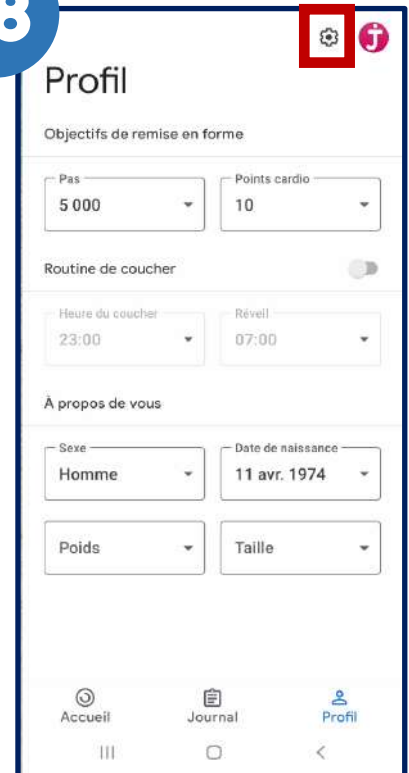 8
J
Profil
Objectifs de remise en forme
Pas Points cardio
5 000 10
Routine de coucher
Heure du coucher Réveil
23:00 07:00
À propos de vous
Sexe Date de naissance
Homme 11 avr. 1974
Poids Taille
Accueil Journal Profil